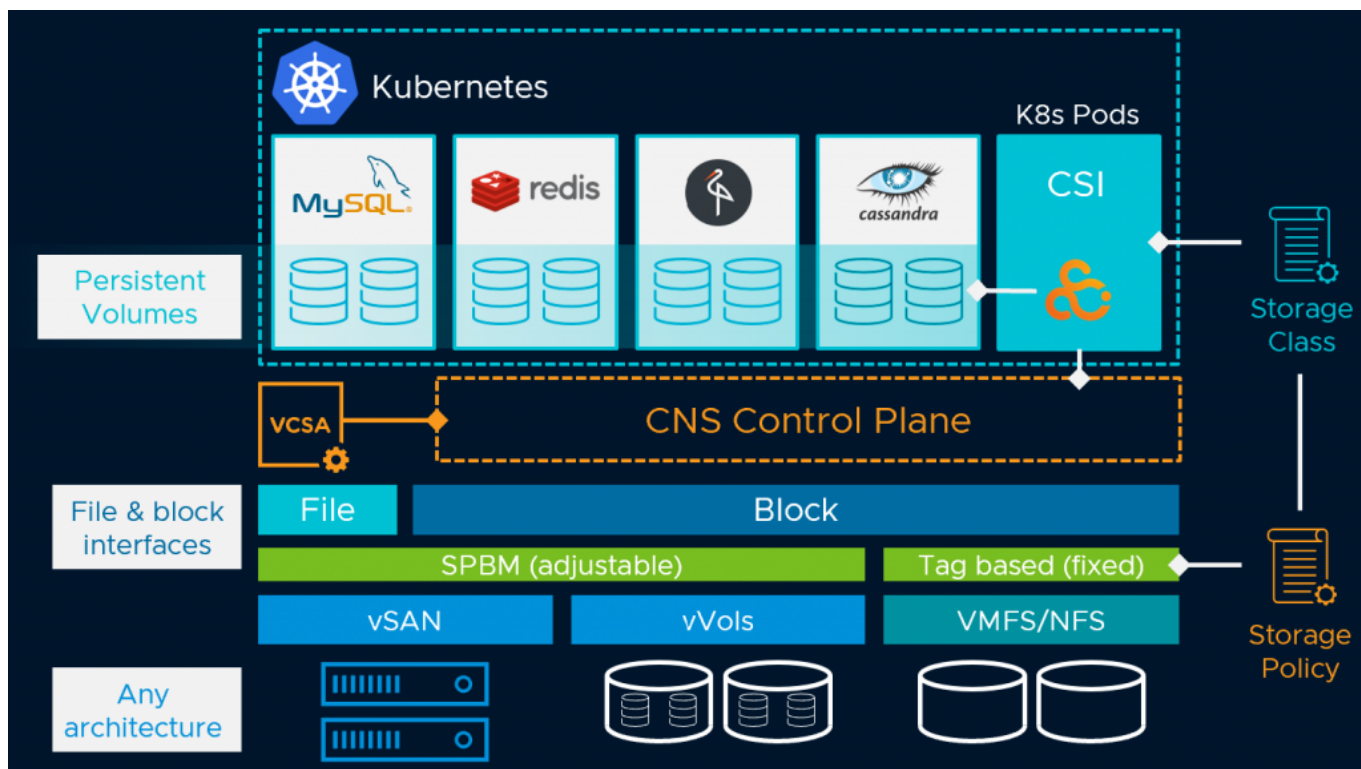 Kubernetes
K8s Pods
MySQL®
redis
cassandra
CSI
Persistent
Volumes
Storage
Class
VCSA
CNS Control Plane
File & block
interfaces
File
Block
SPBM (adjustable)
Tag based (fixed)
vSAN
vVols
VMFS/NFS
Storage
Policy
Any
architecture